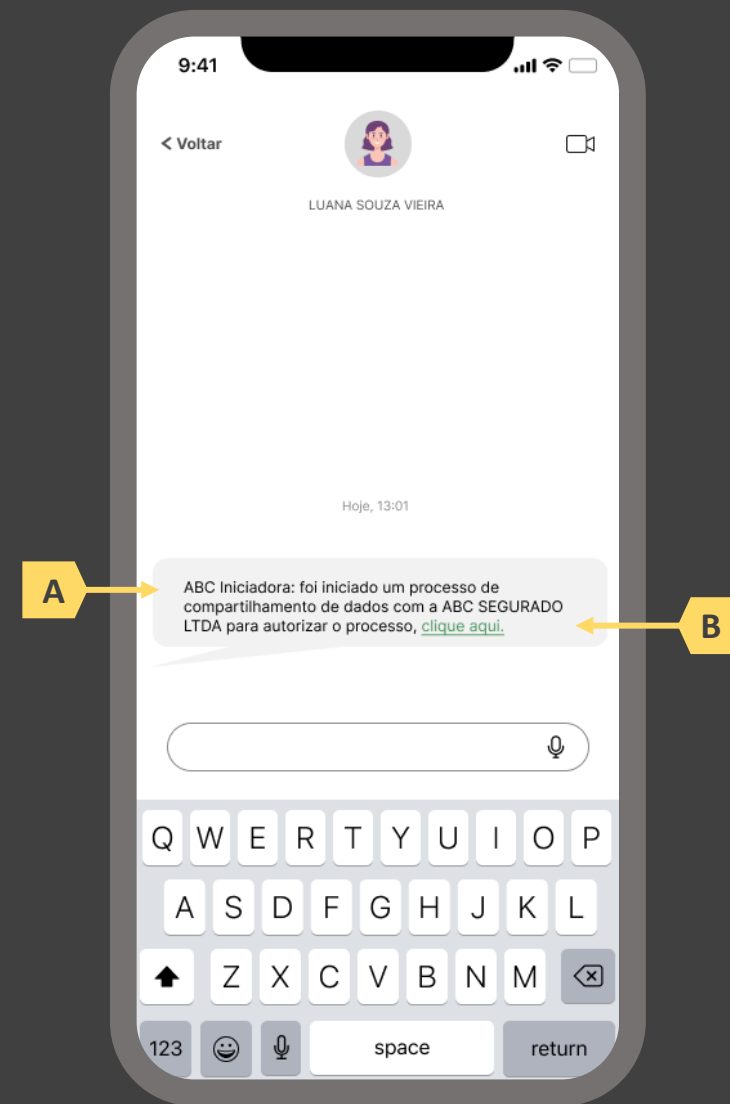 9:41
< Voltar
LUANA SOUZA VIEIRA
Hoje, 13:01
A
ABC Iniciadora: foi iniciado um processo de
compartilhamento de dados com a ABC SEGURADO
LTDA para autorizar o processo, clique aqui.
B
Q W E R T Y U I O P
A S D F G H J K L
Z X C V B N M
123 space return